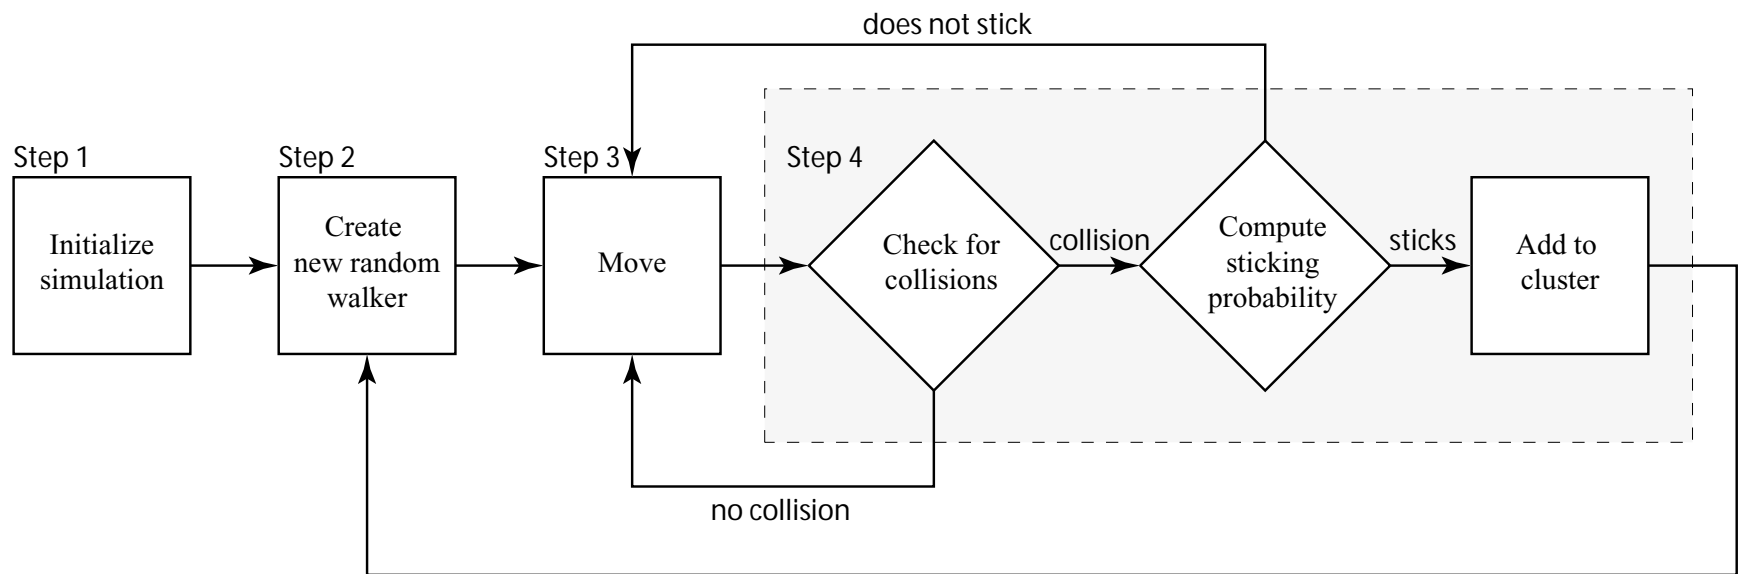 does not stick
Step 1
Step 2
Step 3
Step 4
Initialize
simulation
Create
new random
walker
Move
Check for
collisions
collision
Compute
sticking
probability
sticks
Add to
cluster
no collision